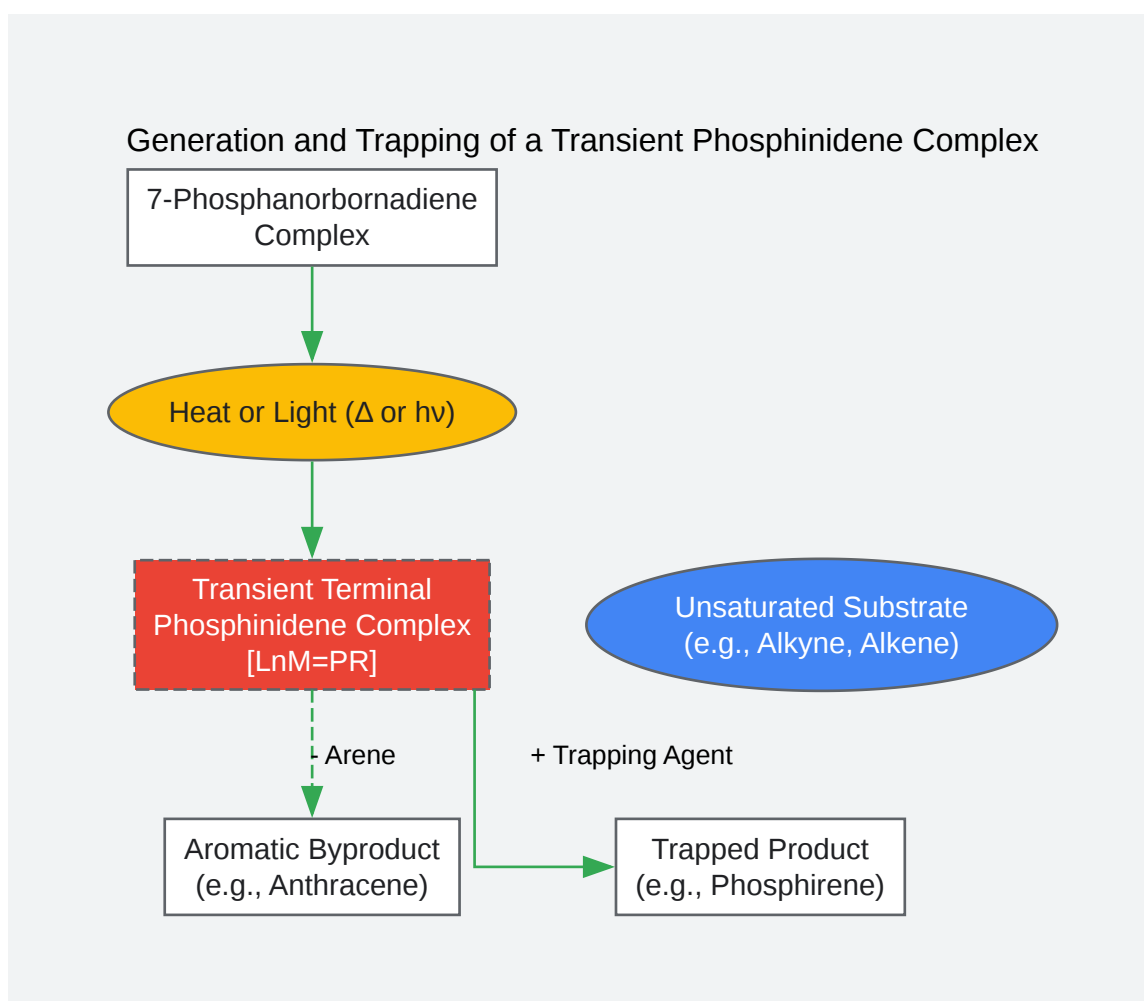 Generation and Trapping of a Transient Phosphinidene Complex
7-Phosphanorbornadiene
Complex
Heat or Light (Δ or hν)
Transient Terminal
Phosphinidene Complex
[LnM=PR]
Unsaturated Substrate
(e.g., Alkyne, Alkene)
- Arene
+ Trapping Agent
Aromatic Byproduct
(e.g., Anthracene)
Trapped Product
(e.g., Phosphirene)